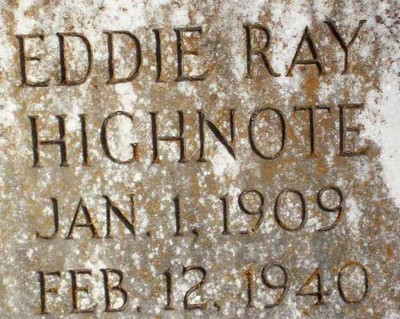 EDDIE RAY
HIGHNOTE
JAN. 1, 1909
FEB. 12, 1940